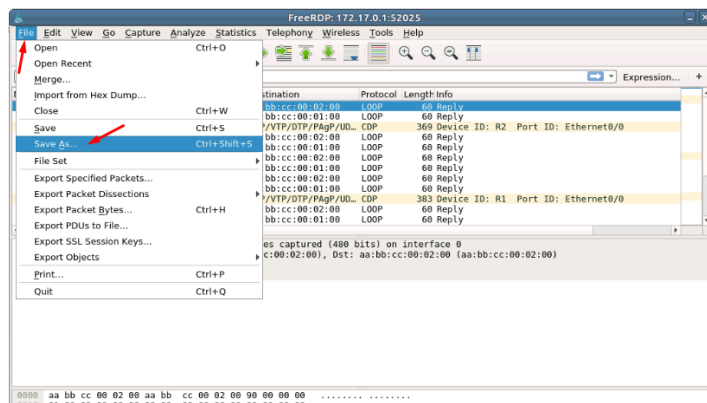 FreeRDP: 172.17.0.1:52025
File Edit View Go Capture Analyze Statistics Telephony Wireless Tools Help
Open Ctrl+O
Open Recent
Merge...
Import from Hex Dump...
Close Ctrl+W
Save Ctrl+S
Save As... Ctrl+Shift+S
File Set
Export Specified Packets...
Export Packet Dissections
Export Packet Bytes... Ctrl+H
Export PDUs to File...
Export SSL Session Keys...
Export Objects
Print... Ctrl+P
Quit Ctrl+Q
Expression... +
stination Protocol Length Info
bb:cc:00:02:00 LOOP 60 Reply
bb:cc:00:01:00 LOOP 60 Reply
/VTP/DTP/PAgP/UD… CDP 369 Device ID: R2 Port ID: Ethernet0/0
bb:cc:00:02:00 LOOP 60 Reply
bb:cc:00:01:00 LOOP 60 Reply
bb:cc:00:02:00 LOOP 60 Reply
bb:cc:00:01:00 LOOP 60 Reply
bb:cc:00:02:00 LOOP 60 Reply
bb:cc:00:01:00 LOOP 60 Reply
/VTP/DTP/PAgP/UD… CDP 383 Device ID: R1 Port ID: Ethernet0/0
bb:cc:00:02:00 LOOP 60 Reply
bb:cc:00:01:00 LOOP 60 Reply
es captured (480 bits) on interface 0
c:00:02:00), Dst: aa:bb:cc:00:02:00 (aa:bb:cc:00:02:00)
0000 aa bb cc 00 02 00 aa bb cc 00 02 00 90 00 00 00 ........ ........